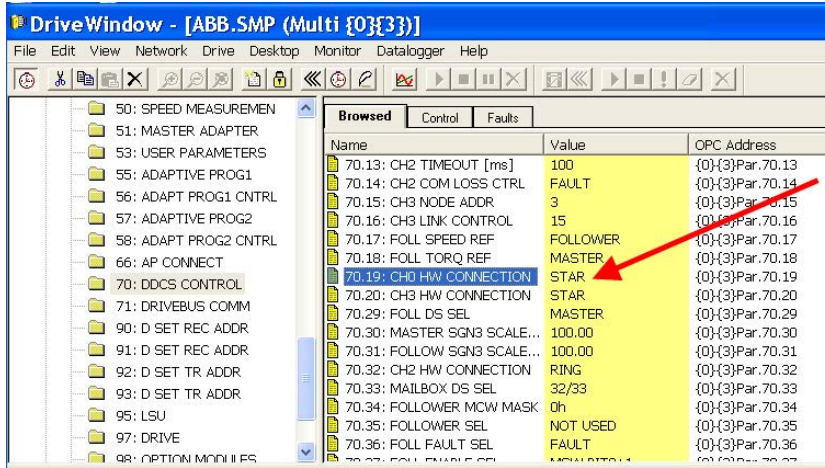 DriveWindow - [ABB.SMP (Multi {0}{3})]
File Edit View Network Drive Desktop Monitor Datalogger Help
50: SPEED MEASUREMEN
51: MASTER ADAPTER
53: USER PARAMETERS
55: ADAPTIVE PROG1
56: ADAPT PROG1 CNTRL
57: ADAPTIVE PROG2
58: ADAPT PROG2 CNTRL
66: AP CONNECT
70: DDCS CONTROL
71: DRIVEBUS COMM
90: D SET REC ADDR
91: D SET REC ADDR
92: D SET TR ADDR
93: D SET TR ADDR
95: LSU
97: DRIVE
98: OPTION MODULES
Browsed Control Faults
Name Value OPC Address
70.13: CH2 TIMEOUT [ms] 100 {0}{3}Par.70.13
70.14: CH2 COM LOSS CTRL FAULT {0}{3}Par.70.14
70.15: CH3 NODE ADDR 3 {0}{3}Par.70.15
70.16: CH3 LINK CONTROL 15 {0}{3}Par.70.16
70.17: FOLL SPEED REF FOLLOWER {0}{3}Par.70.17
70.18: FOLL TORQ REF MASTER {0}{3}Par.70.18
70.19: CH0 HW CONNECTION STAR {0}{3}Par.70.19
70.20: CH3 HW CONNECTION STAR {0}{3}Par.70.20
70.29: FOLL DS SEL MASTER {0}{3}Par.70.29
70.30: MASTER SGN3 SCALE... 100.00 {0}{3}Par.70.30
70.31: FOLLOW SGN3 SCALE... 100.00 {0}{3}Par.70.31
70.32: CH2 HW CONNECTION RING {0}{3}Par.70.32
70.33: MAILBOX DS SEL 32/33 {0}{3}Par.70.33
70.34: FOLLOWER MCW MASK 0h {0}{3}Par.70.34
70.35: FOLLOWER SEL NOT USED {0}{3}Par.70.35
70.36: FOLL FAULT SEL FAULT {0}{3}Par.70.36